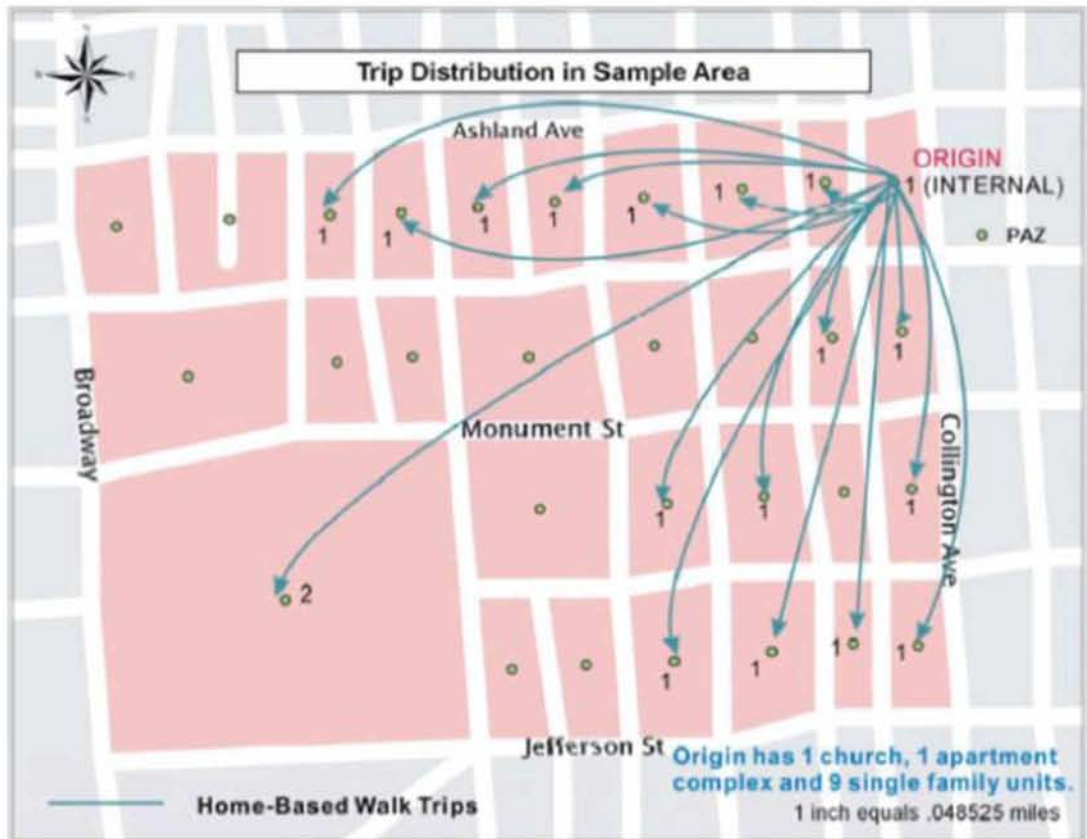 Trip Distribution in Sample Area
Ashland Ave
ORIGIN
1 (INTERNAL)
PAZ
1
1
1
1
1
1
1
1
1
Broadway
Monument St
Collington Ave
1
1
1
2
1
1
1
1
Jefferson St
Origin has 1 church, 1 apartment
complex and 9 single family units.
1 inch equals .048525 miles
Home-Based Walk Trips